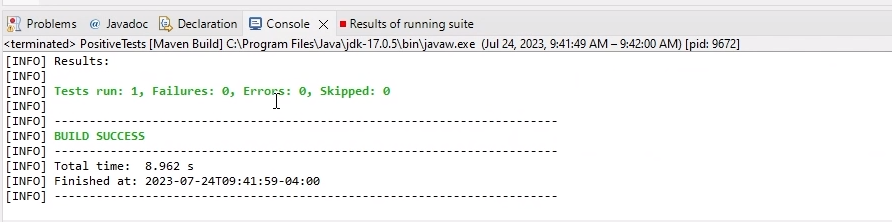 Problems @ Javadoc Declaration Console Results of running suite
<terminated> PositiveTests [Maven Build] C:\Program Files\Java\jdk-17.0.5\bin\javaw.exe (Jul 24, 2023, 9:41:49 AM – 9:42:00 AM) [pid: 9672]
[INFO] Results:
[INFO]
[INFO] Tests run: 1, Failures: 0, Errors: 0, Skipped: 0
[INFO]
[INFO] ------------------------------------------------------------------------
[INFO] BUILD SUCCESS
[INFO] ------------------------------------------------------------------------
[INFO] Total time:  8.962 s
[INFO] Finished at: 2023-07-24T09:41:59-04:00
[INFO] ------------------------------------------------------------------------